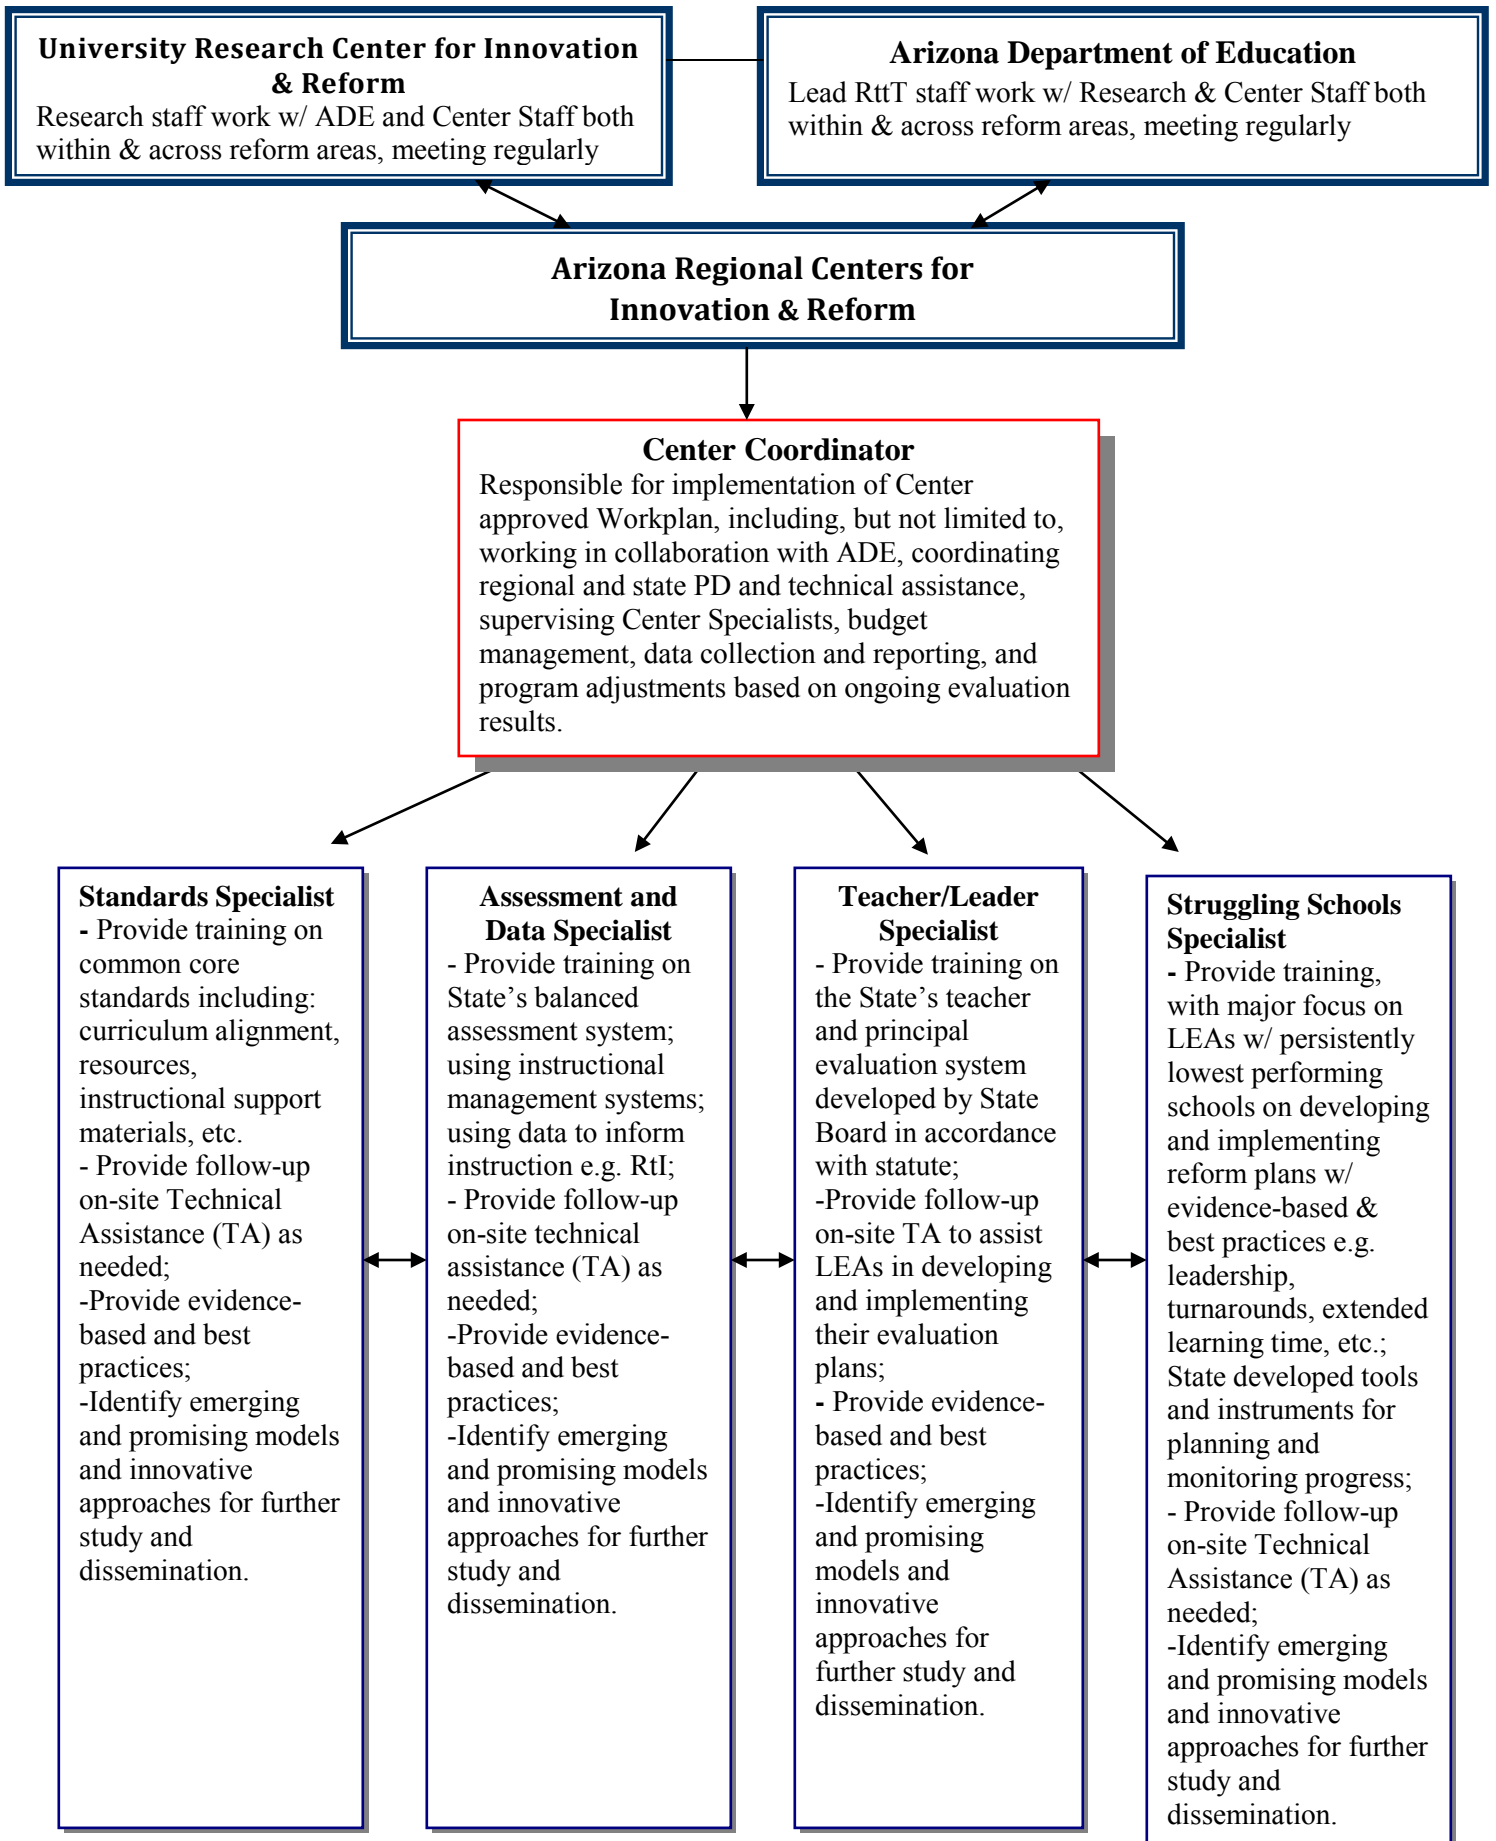 University Research Center for Innovation
& Reform
Research staff work w/ ADE and Center Staff both
within & across reform areas, meeting regularly
Arizona Department of Education
Lead RttT staff work w/ Research & Center Staff both
within & across reform areas, meeting regularly
Arizona Regional Centers for
Innovation & Reform
Center Coordinator
Responsible for implementation of Center
approved Workplan, including, but not limited to,
working in collaboration with ADE, coordinating
regional and state PD and technical assistance,
supervising Center Specialists, budget
management, data collection and reporting, and
program adjustments based on ongoing evaluation
results.
Standards Specialist
- Provide training on
common core
standards including:
curriculum alignment,
resources,
instructional support
materials, etc.
- Provide follow-up
on-site Technical
Assistance (TA) as
needed;
-Provide evidence-
based and best
practices;
-Identify emerging
and promising models
and innovative
approaches for further
study and
dissemination.
Assessment and
Data Specialist
- Provide training on
State’s balanced
assessment system;
using instructional
management systems;
using data to inform
instruction e.g. RtI;
- Provide follow-up
on-site technical
assistance (TA) as
needed;
-Provide evidence-
based and best
practices;
-Identify emerging
and promising models
and innovative
approaches for further
study and
dissemination.
Teacher/Leader
Specialist
- Provide training on
the State’s teacher
and principal
evaluation system
developed by State
Board in accordance
with statute;
-Provide follow-up
on-site TA to assist
LEAs in developing
and implementing
their evaluation
plans;
- Provide evidence-
based and best
practices;
-Identify emerging
and promising
models and
innovative
approaches for
further study and
dissemination.
Struggling Schools
Specialist
- Provide training,
with major focus on
LEAs w/ persistently
lowest performing
schools on developing
and implementing
reform plans w/
evidence-based &
best practices e.g.
leadership,
turnarounds, extended
learning time, etc.;
State developed tools
and instruments for
planning and
monitoring progress;
- Provide follow-up
on-site Technical
Assistance (TA) as
needed;
-Identify emerging
and promising models
and innovative
approaches for further
study and
dissemination.